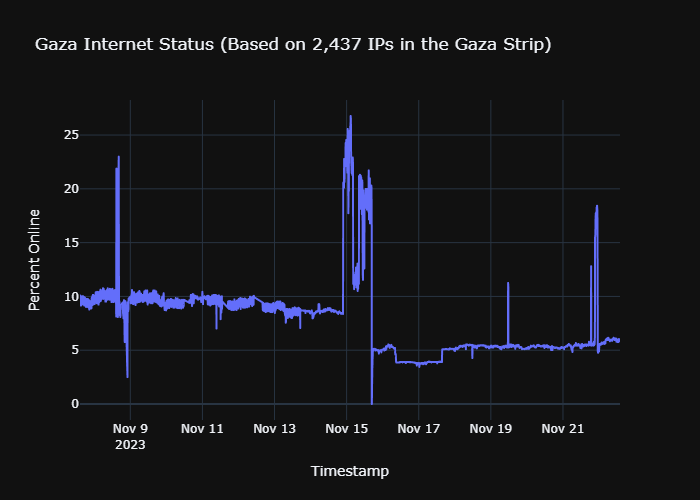 Gaza Internet Status (Based on 2,437 IPs in the Gaza Strip)
25
20
15
10
5
0
Percent Online
Nov 9
2023
Nov 11
Nov 13
Nov 15
Nov 17
Nov 19
Nov 21
Timestamp